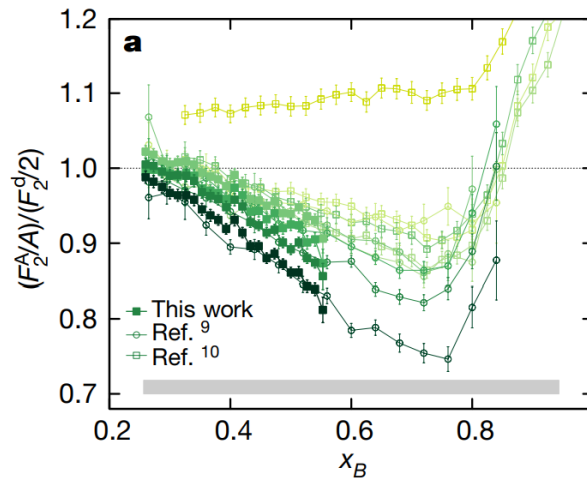 a
1.2
1.1
1.0
0.9
0.8
0.7
(F₂ᴬ/A)/(F₂ᵈ/2)
This work
Ref. ⁹
Ref. ¹⁰
0.2 0.4 0.6 0.8
x_B